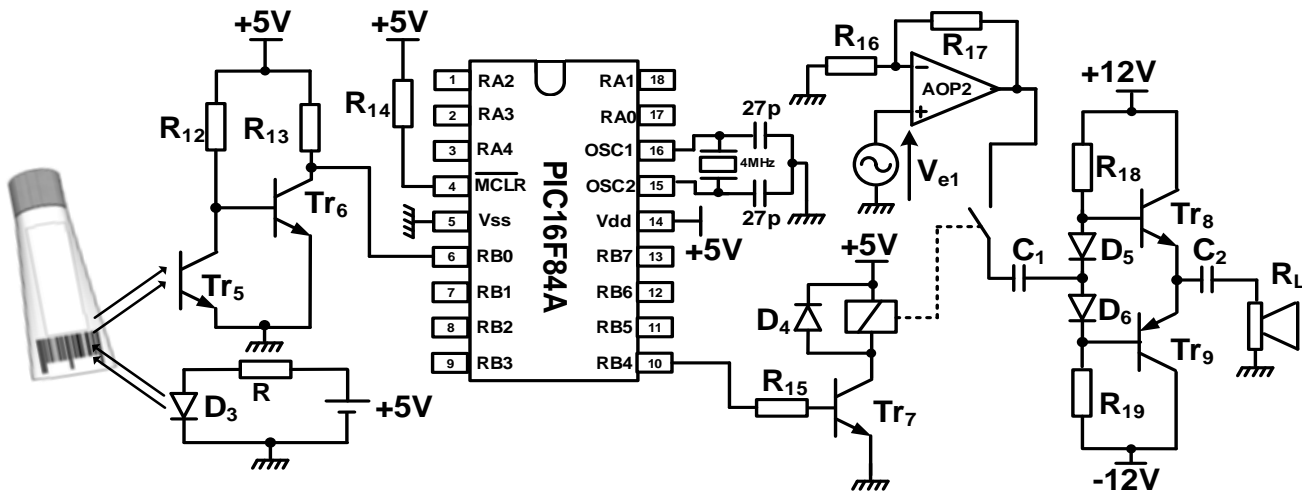 +5V
R12
R13
Tr6
Tr5
D3
R
+5V
+5V
R14
PIC16F84A
1 RA2
2 RA3
3 RA4
4 MCLR
5 Vss
6 RB0
7 RB1
8 RB2
9 RB3
RA1 18
RA0 17
OSC1 16
OSC2 15
Vdd 14
RB7 13
RB6 12
RB5 11
RB4 10
27p
4MHz
27p
+5V
R16
R17
AOP2
− 
+
Ve1
+5V
D4
R15
Tr7
+12V
R18
Tr8
D5
C1
C2
RL
D6
Tr9
R19
-12V